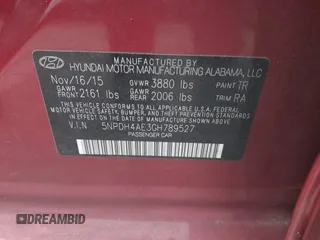 MANUFACTURED BY
HYUNDAI MOTOR MANUFACTURING ALABAMA, LLC
Nov/16/15 GVWR 3880 lbs PAINT TR
GAWR FRONT 2161 lbs GAWR REAR 2006 lbs TRIM RA
THIS VEHICLE CONFORMS TO ALL APPLICABLE U.S.A. FEDERAL MOTOR VEHICLE SAFETY, BUMPER, AND THEFT PREVENTION STANDARDS IN EFFECT ON THE DATE OF MANUFACTURE SHOWN ABOVE.
V.I.N 5NPDH4AE3GH789527
PASSENGER CAR
© DREAMBID